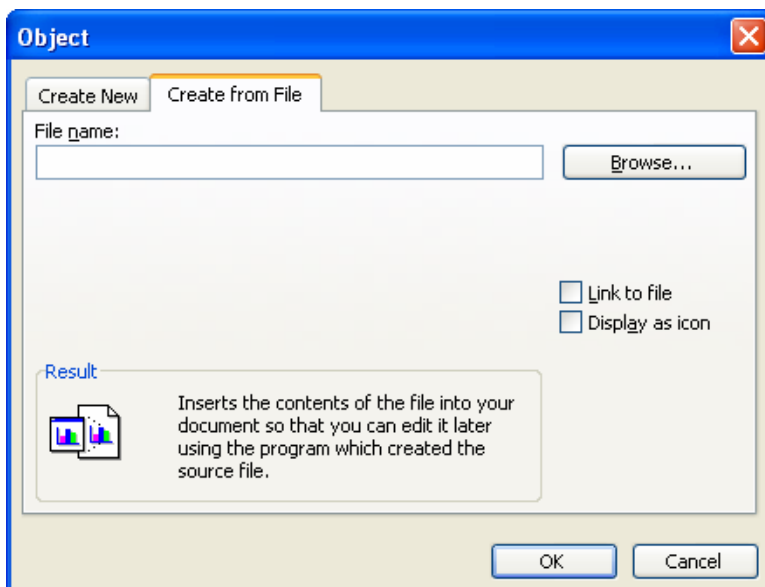 Object
Create New
Create from File
File name:
Browse...
Link to file
Display as icon
Result
Inserts the contents of the file into your
document so that you can edit it later
using the program which created the
source file.
OK
Cancel